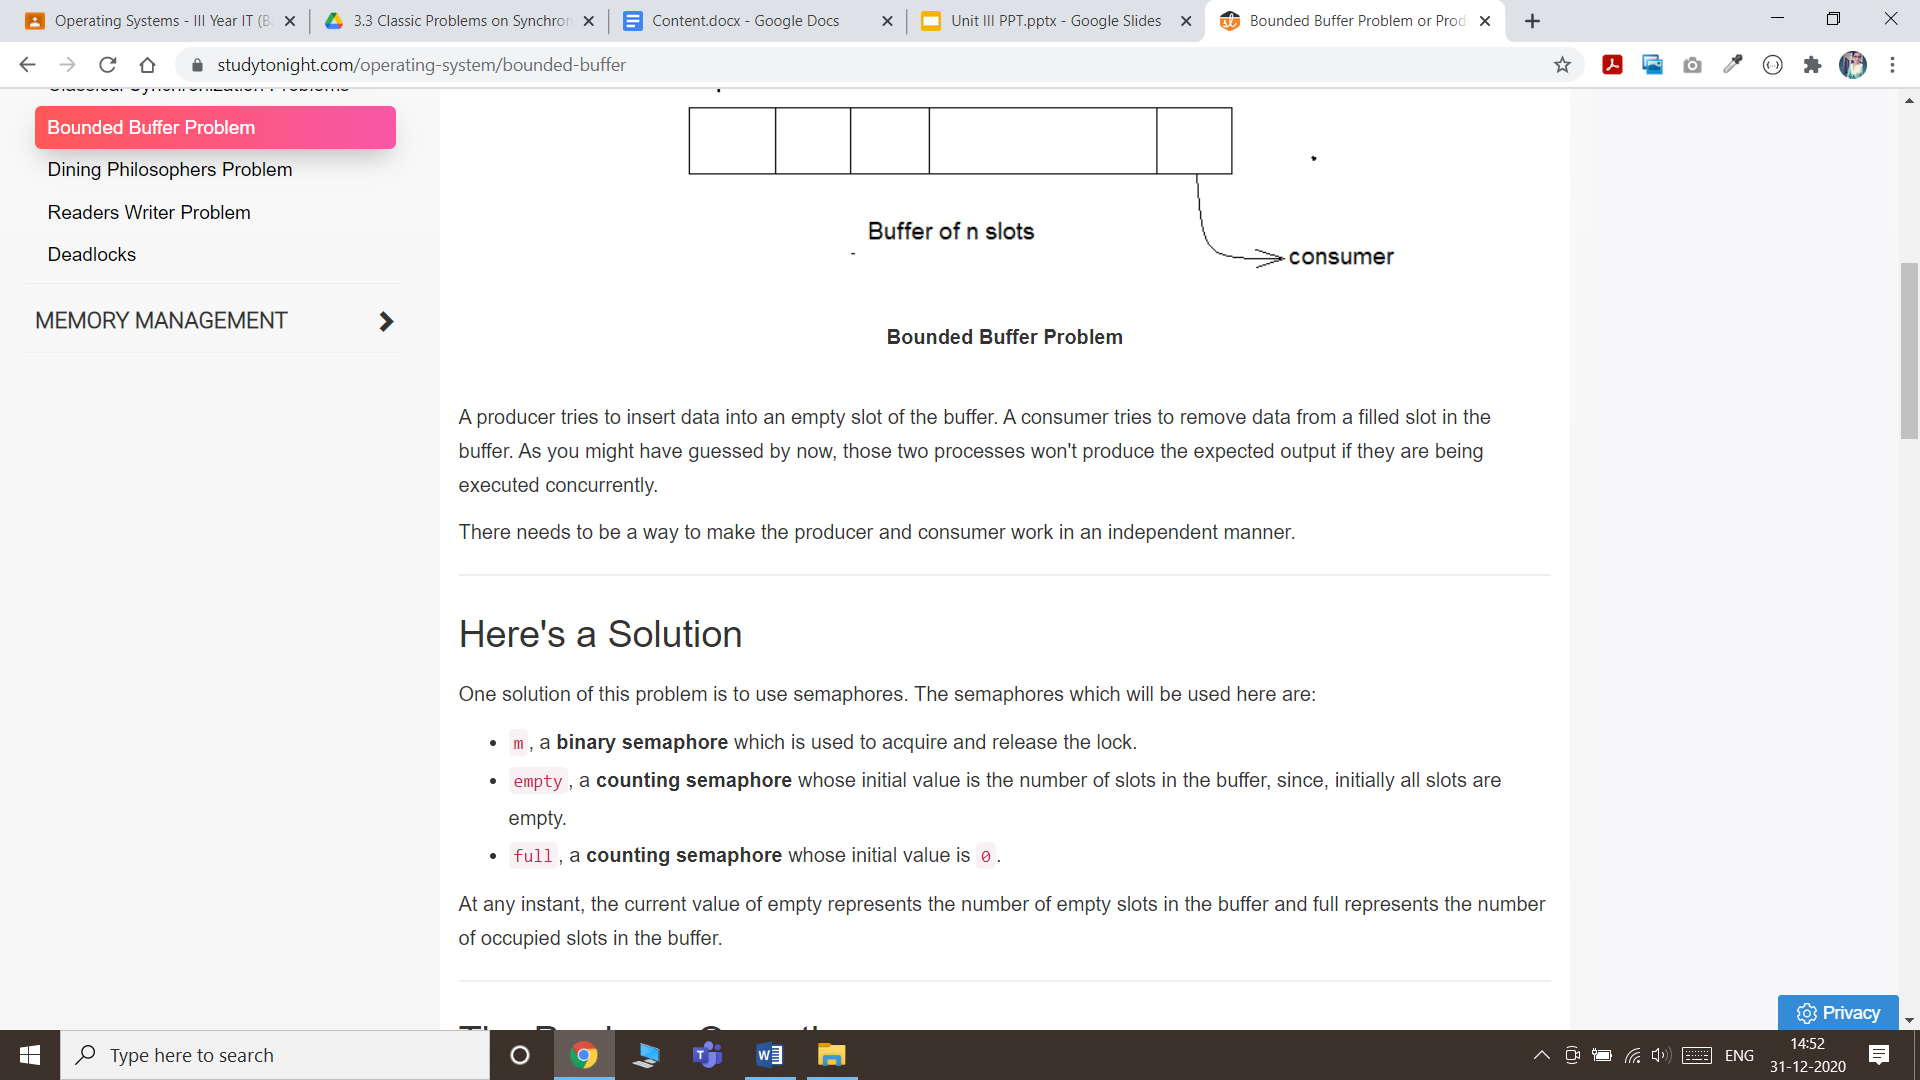 Operating Systems - III Year IT (B
3.3 Classic Problems on Synchron
Content.docx - Google Docs
Unit III PPT.pptx - Google Slides
Bounded Buffer Problem or Prod
studytonight.com/operating-system/bounded-buffer
Classical Synchronization Problems
Bounded Buffer Problem
Dining Philosophers Problem
Readers Writer Problem
Deadlocks
MEMORY MANAGEMENT
Buffer of n slots
consumer
Bounded Buffer Problem
A producer tries to insert data into an empty slot of the buffer. A consumer tries to remove data from a filled slot in the
buffer. As you might have guessed by now, those two processes won't produce the expected output if they are being
executed concurrently.
There needs to be a way to make the producer and consumer work in an independent manner.
Here's a Solution
One solution of this problem is to use semaphores. The semaphores which will be used here are:
• m , a binary semaphore which is used to acquire and release the lock.
• empty , a counting semaphore whose initial value is the number of slots in the buffer, since, initially all slots are
empty.
• full , a counting semaphore whose initial value is 0 .
At any instant, the current value of empty represents the number of empty slots in the buffer and full represents the number
of occupied slots in the buffer.
Privacy
Type here to search
ENG
14:52
31-12-2020